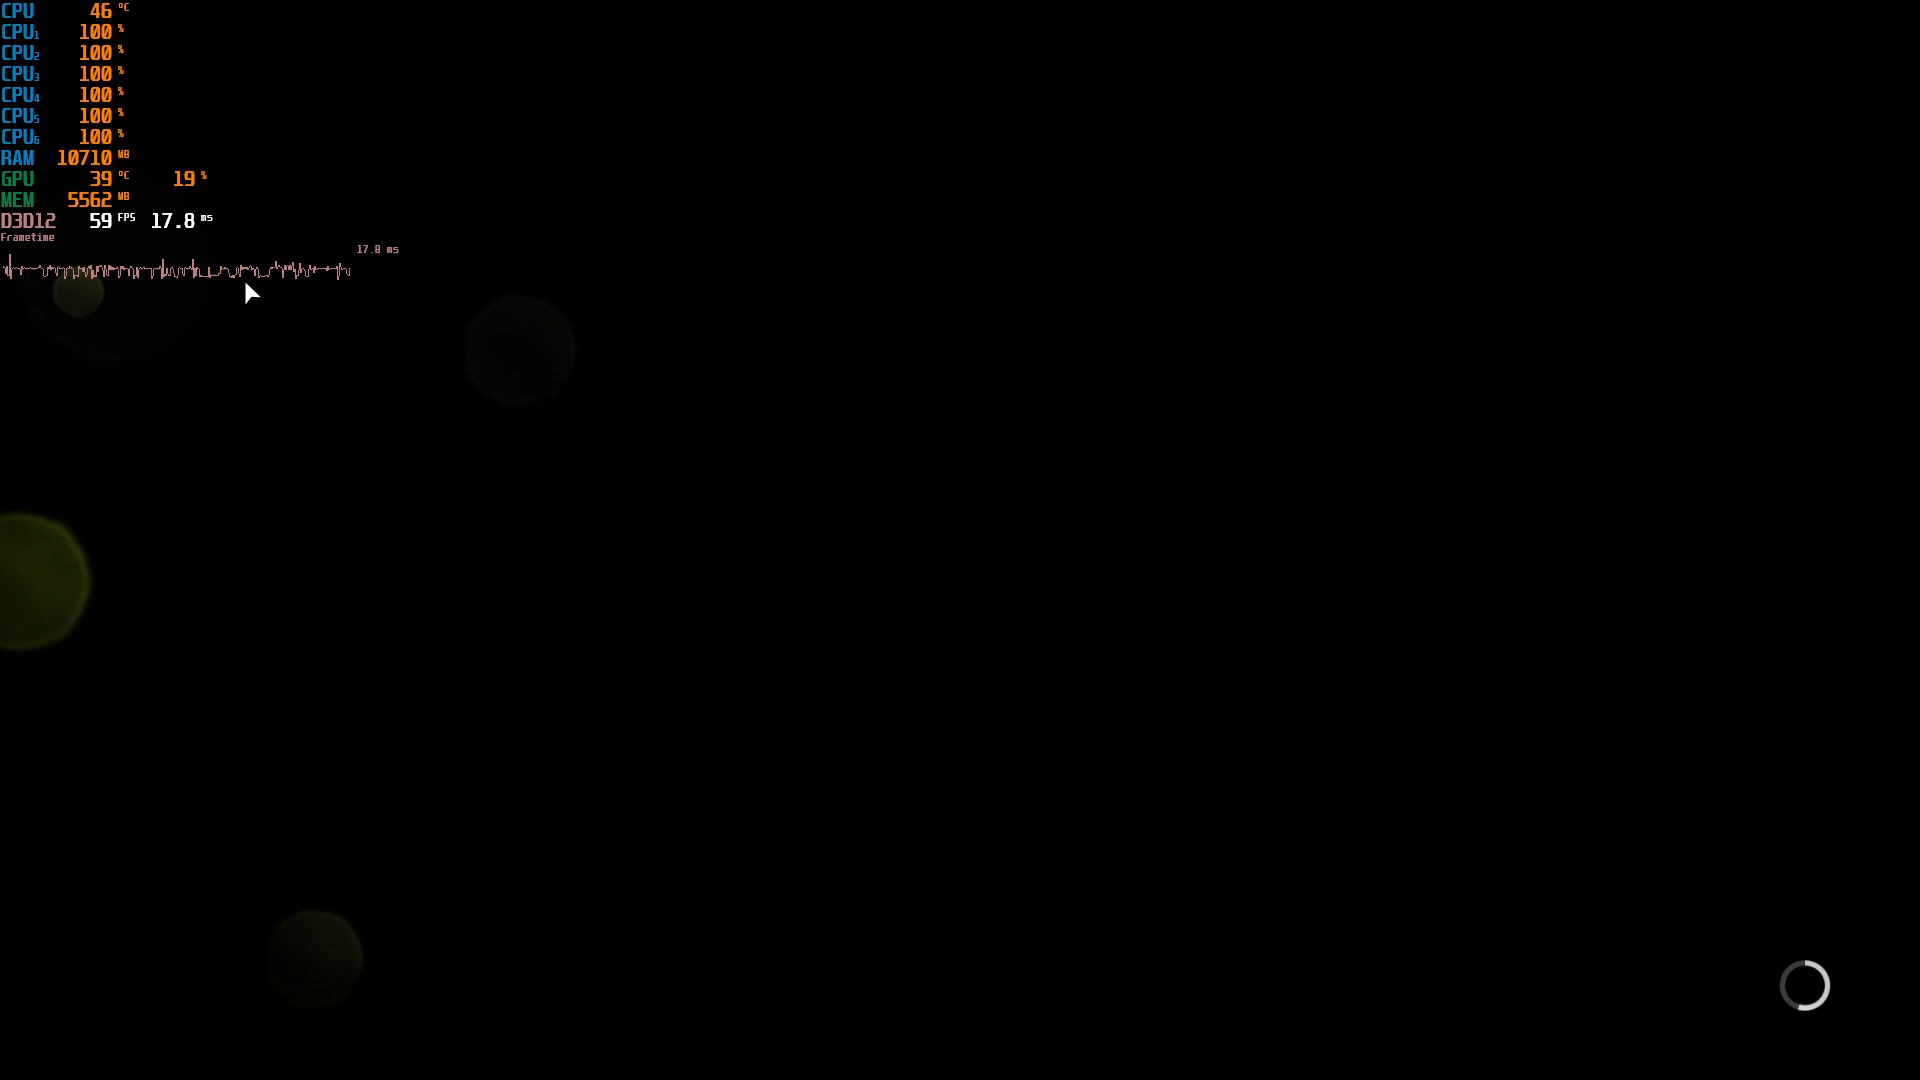 CPU 46 °C
CPU1 100 %
CPU2 100 %
CPU3 100 %
CPU4 100 %
CPU5 100 %
CPU6 100 %
RAM 10710 MB
GPU 39 °C 19 %
MEM 5562 MB
D3D12 59 FPS 17.8 ms
Frametime
17.8 ms